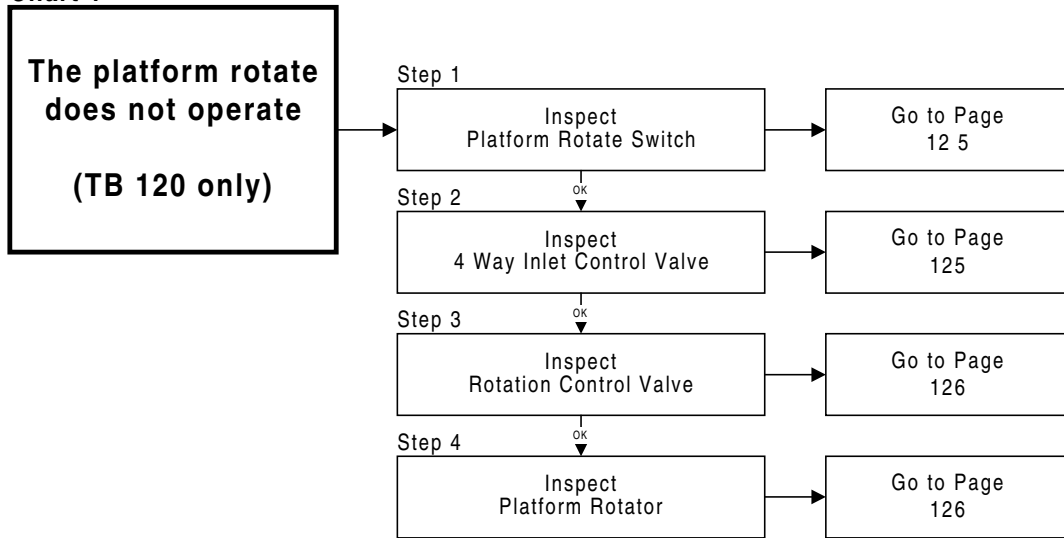 The platform rotate
does not operate
(TB 120 only)
Step 1
Inspect
Platform Rotate Switch
Go to Page
12 5
OK
Step 2
Inspect
4 Way Inlet Control Valve
Go to Page
125
OK
Step 3
Inspect
Rotation Control Valve
Go to Page
126
OK
Step 4
Inspect
Platform Rotator
Go to Page
126